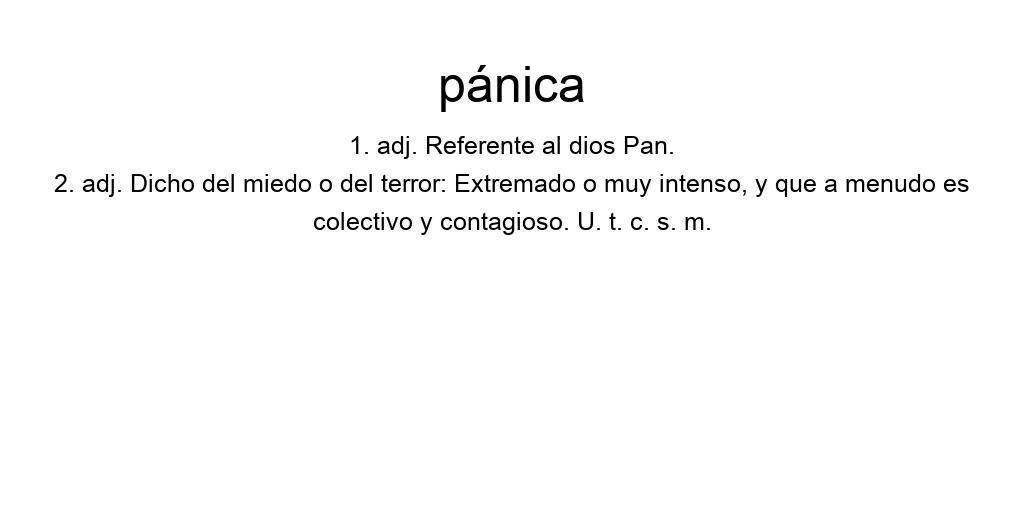 pánica
1. adj. Referente al dios Pan.
2. adj. Dicho del miedo o del terror: Extremado o muy intenso, y que a menudo es
colectivo y contagioso. U. t. c. s. m.